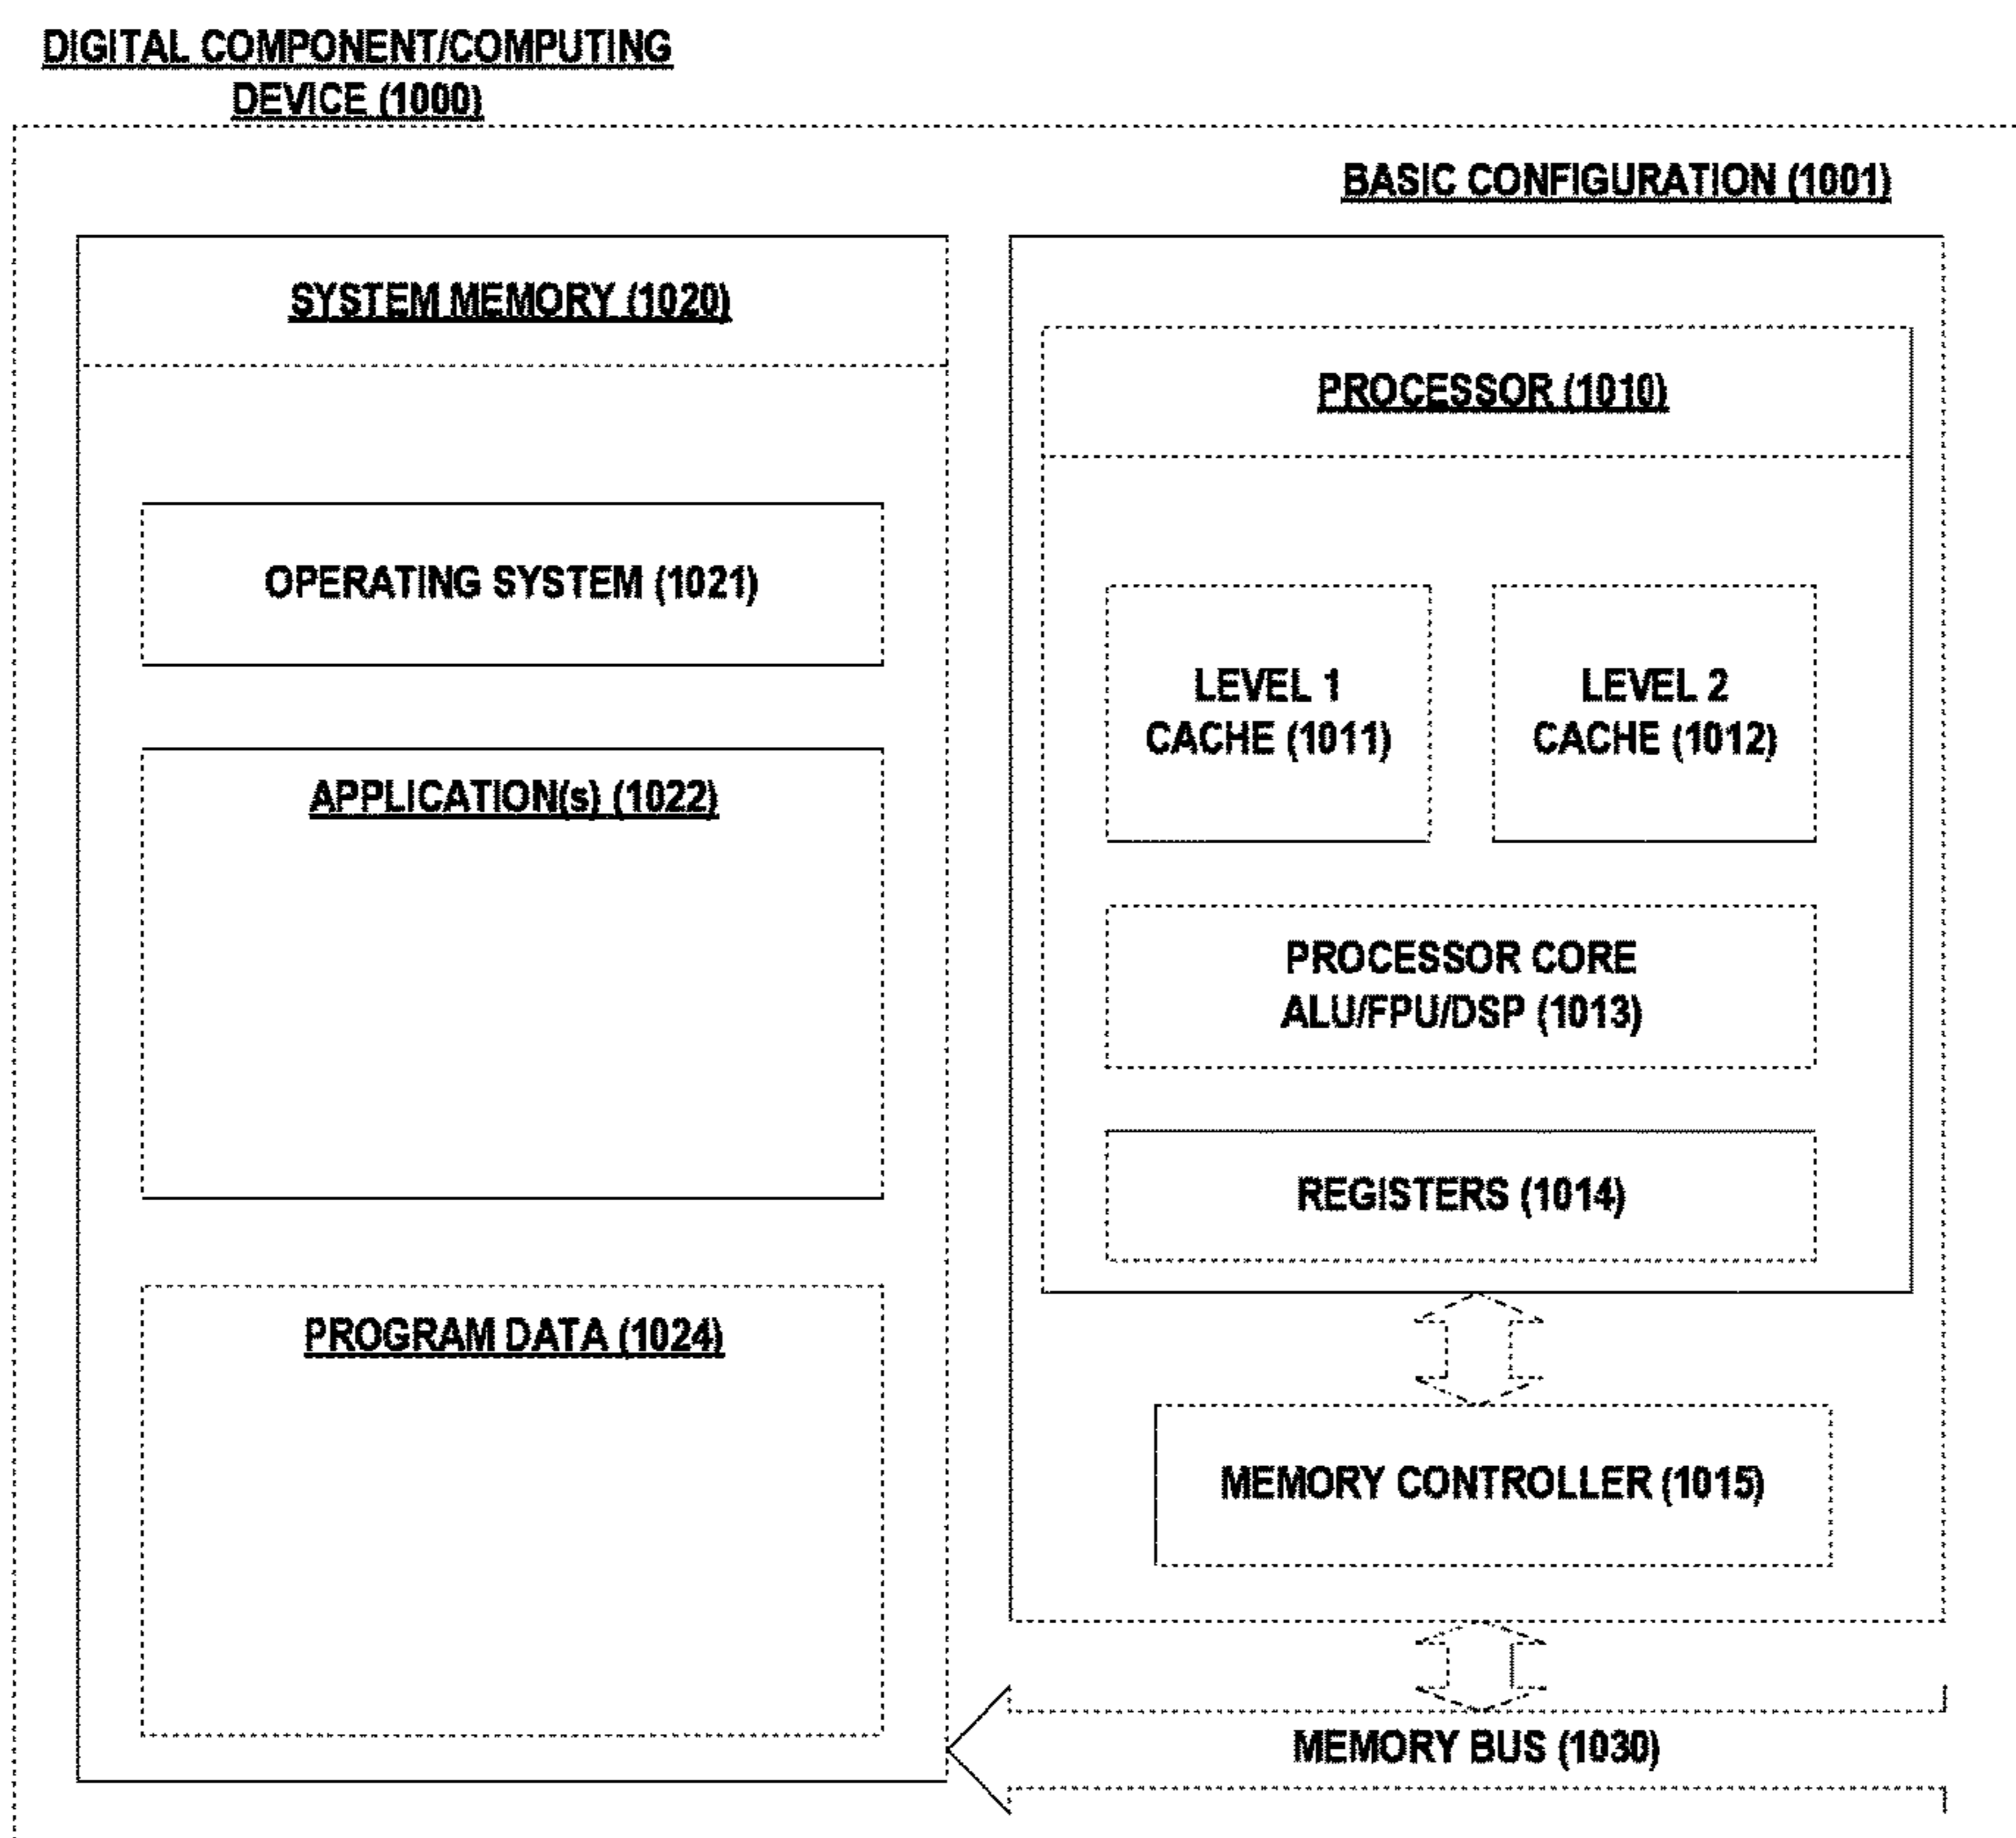 DIGITAL COMPONENT/COMPUTING
DEVICE (1000)
BASIC CONFIGURATION (1001)
SYSTEM MEMORY (1020)
OPERATING SYSTEM (1021)
APPLICATION(s) (1022)
PROGRAM DATA (1024)
PROCESSOR (1010)
LEVEL 1
CACHE (1011)
LEVEL 2
CACHE (1012)
PROCESSOR CORE
ALU/FPU/DSP (1013)
REGISTERS (1014)
MEMORY CONTROLLER (1015)
MEMORY BUS (1030)